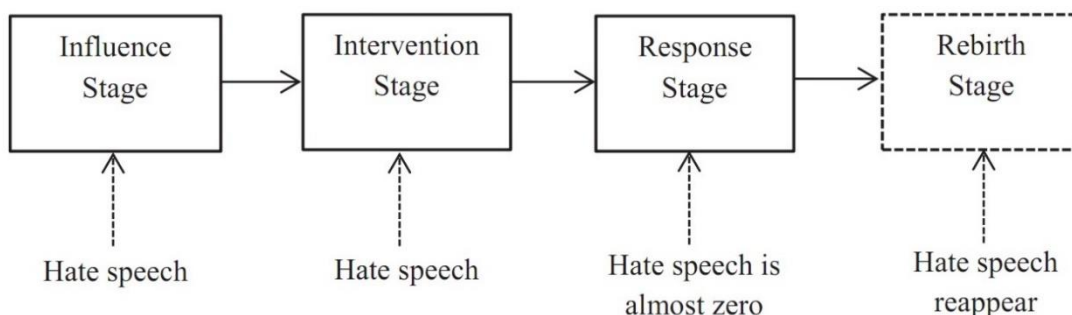 Influence
Stage
Intervention
Stage
Response
Stage
Rebirth
Stage
Hate speech
Hate speech
Hate speech is
almost zero
Hate speech
reappear